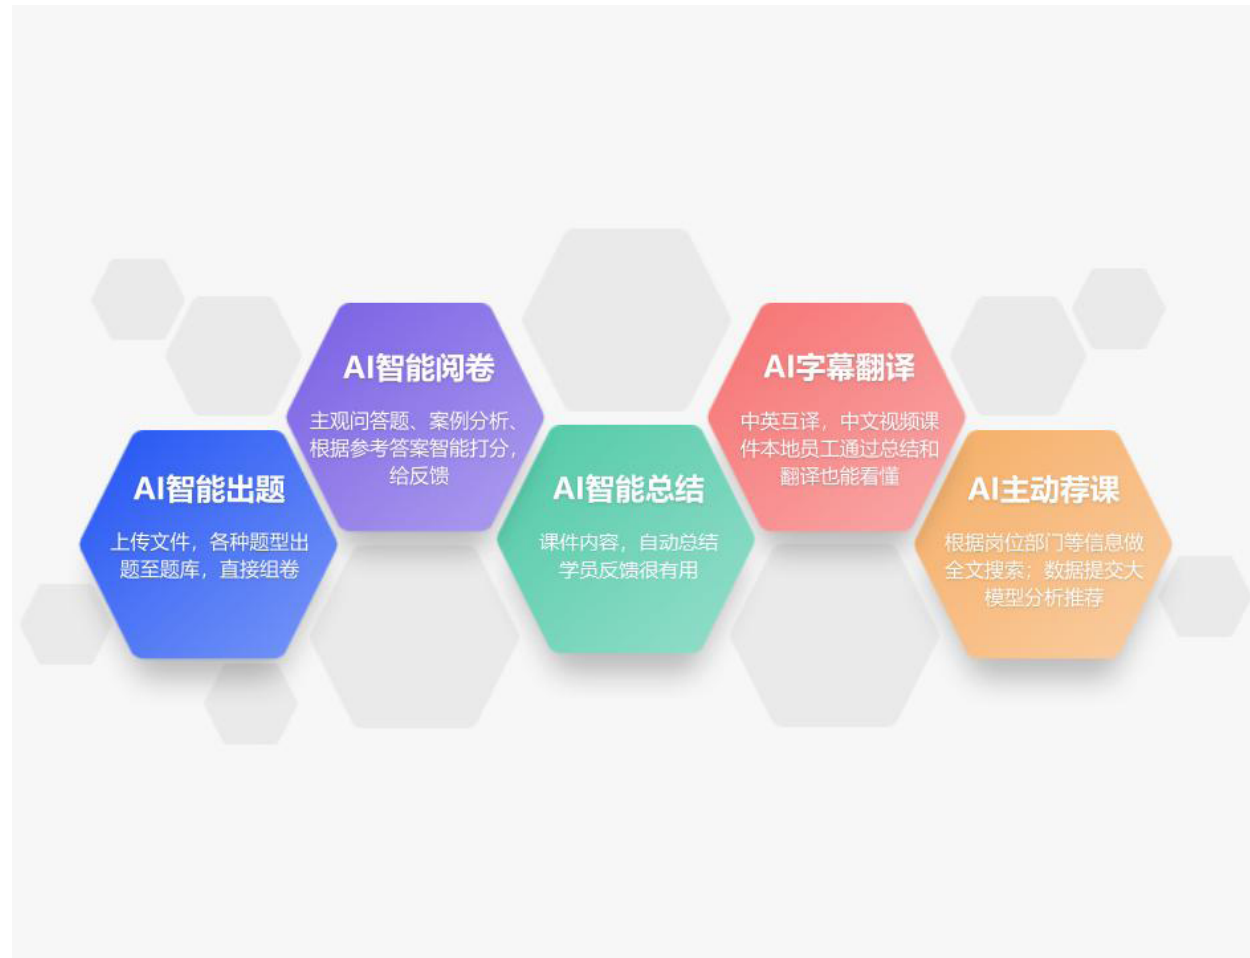 AI智能出题
上传文件，各种题型出
题至题库，直接组卷
AI智能阅卷
主观问答题、案例分析、
根据参考答案智能打分，
给反馈
AI智能总结
课件内容，自动总结
学员反馈很有用
AI字幕翻译
中英互译，中文视频课
件本地员工通过总结和
翻译也能看懂
AI主动荐课
根据岗位部门等信息做
全文搜索；数据提交大
模型分析推荐